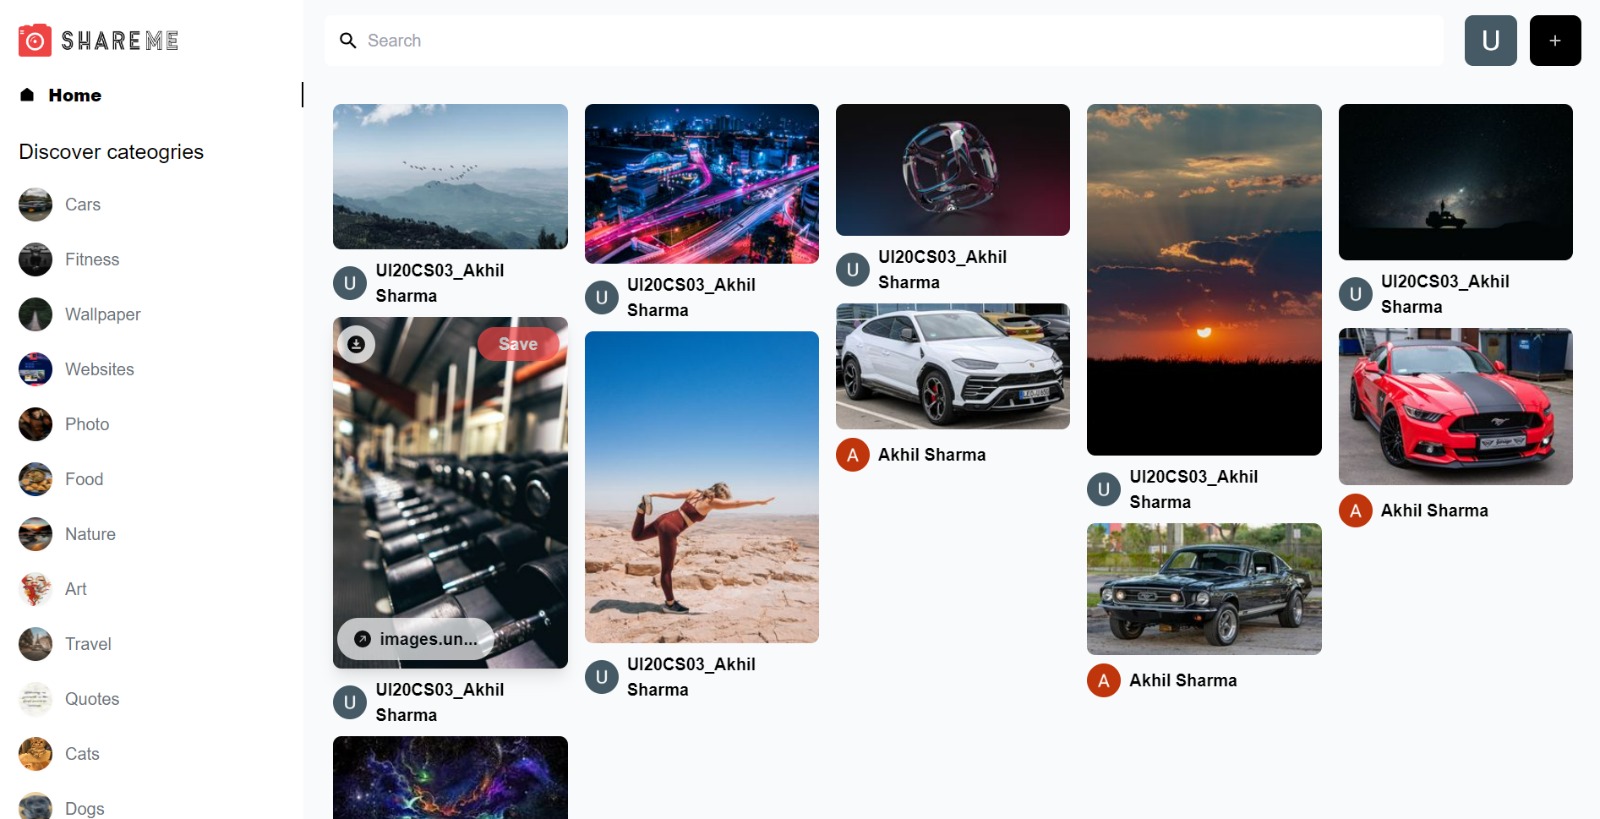 SHAREME
Search
U
+
Home
Discover cateogries
Cars
Fitness
Wallpaper
Websites
Photo
Food
Nature
Art
Travel
Quotes
Cats
Dogs
U
UI20CS03_Akhil
Sharma
Save
images.un...
U
UI20CS03_Akhil
Sharma
U
UI20CS03_Akhil
Sharma
U
UI20CS03_Akhil
Sharma
U
UI20CS03_Akhil
Sharma
A
Akhil Sharma
U
UI20CS03_Akhil
Sharma
A
Akhil Sharma
U
UI20CS03_Akhil
Sharma
A
Akhil Sharma